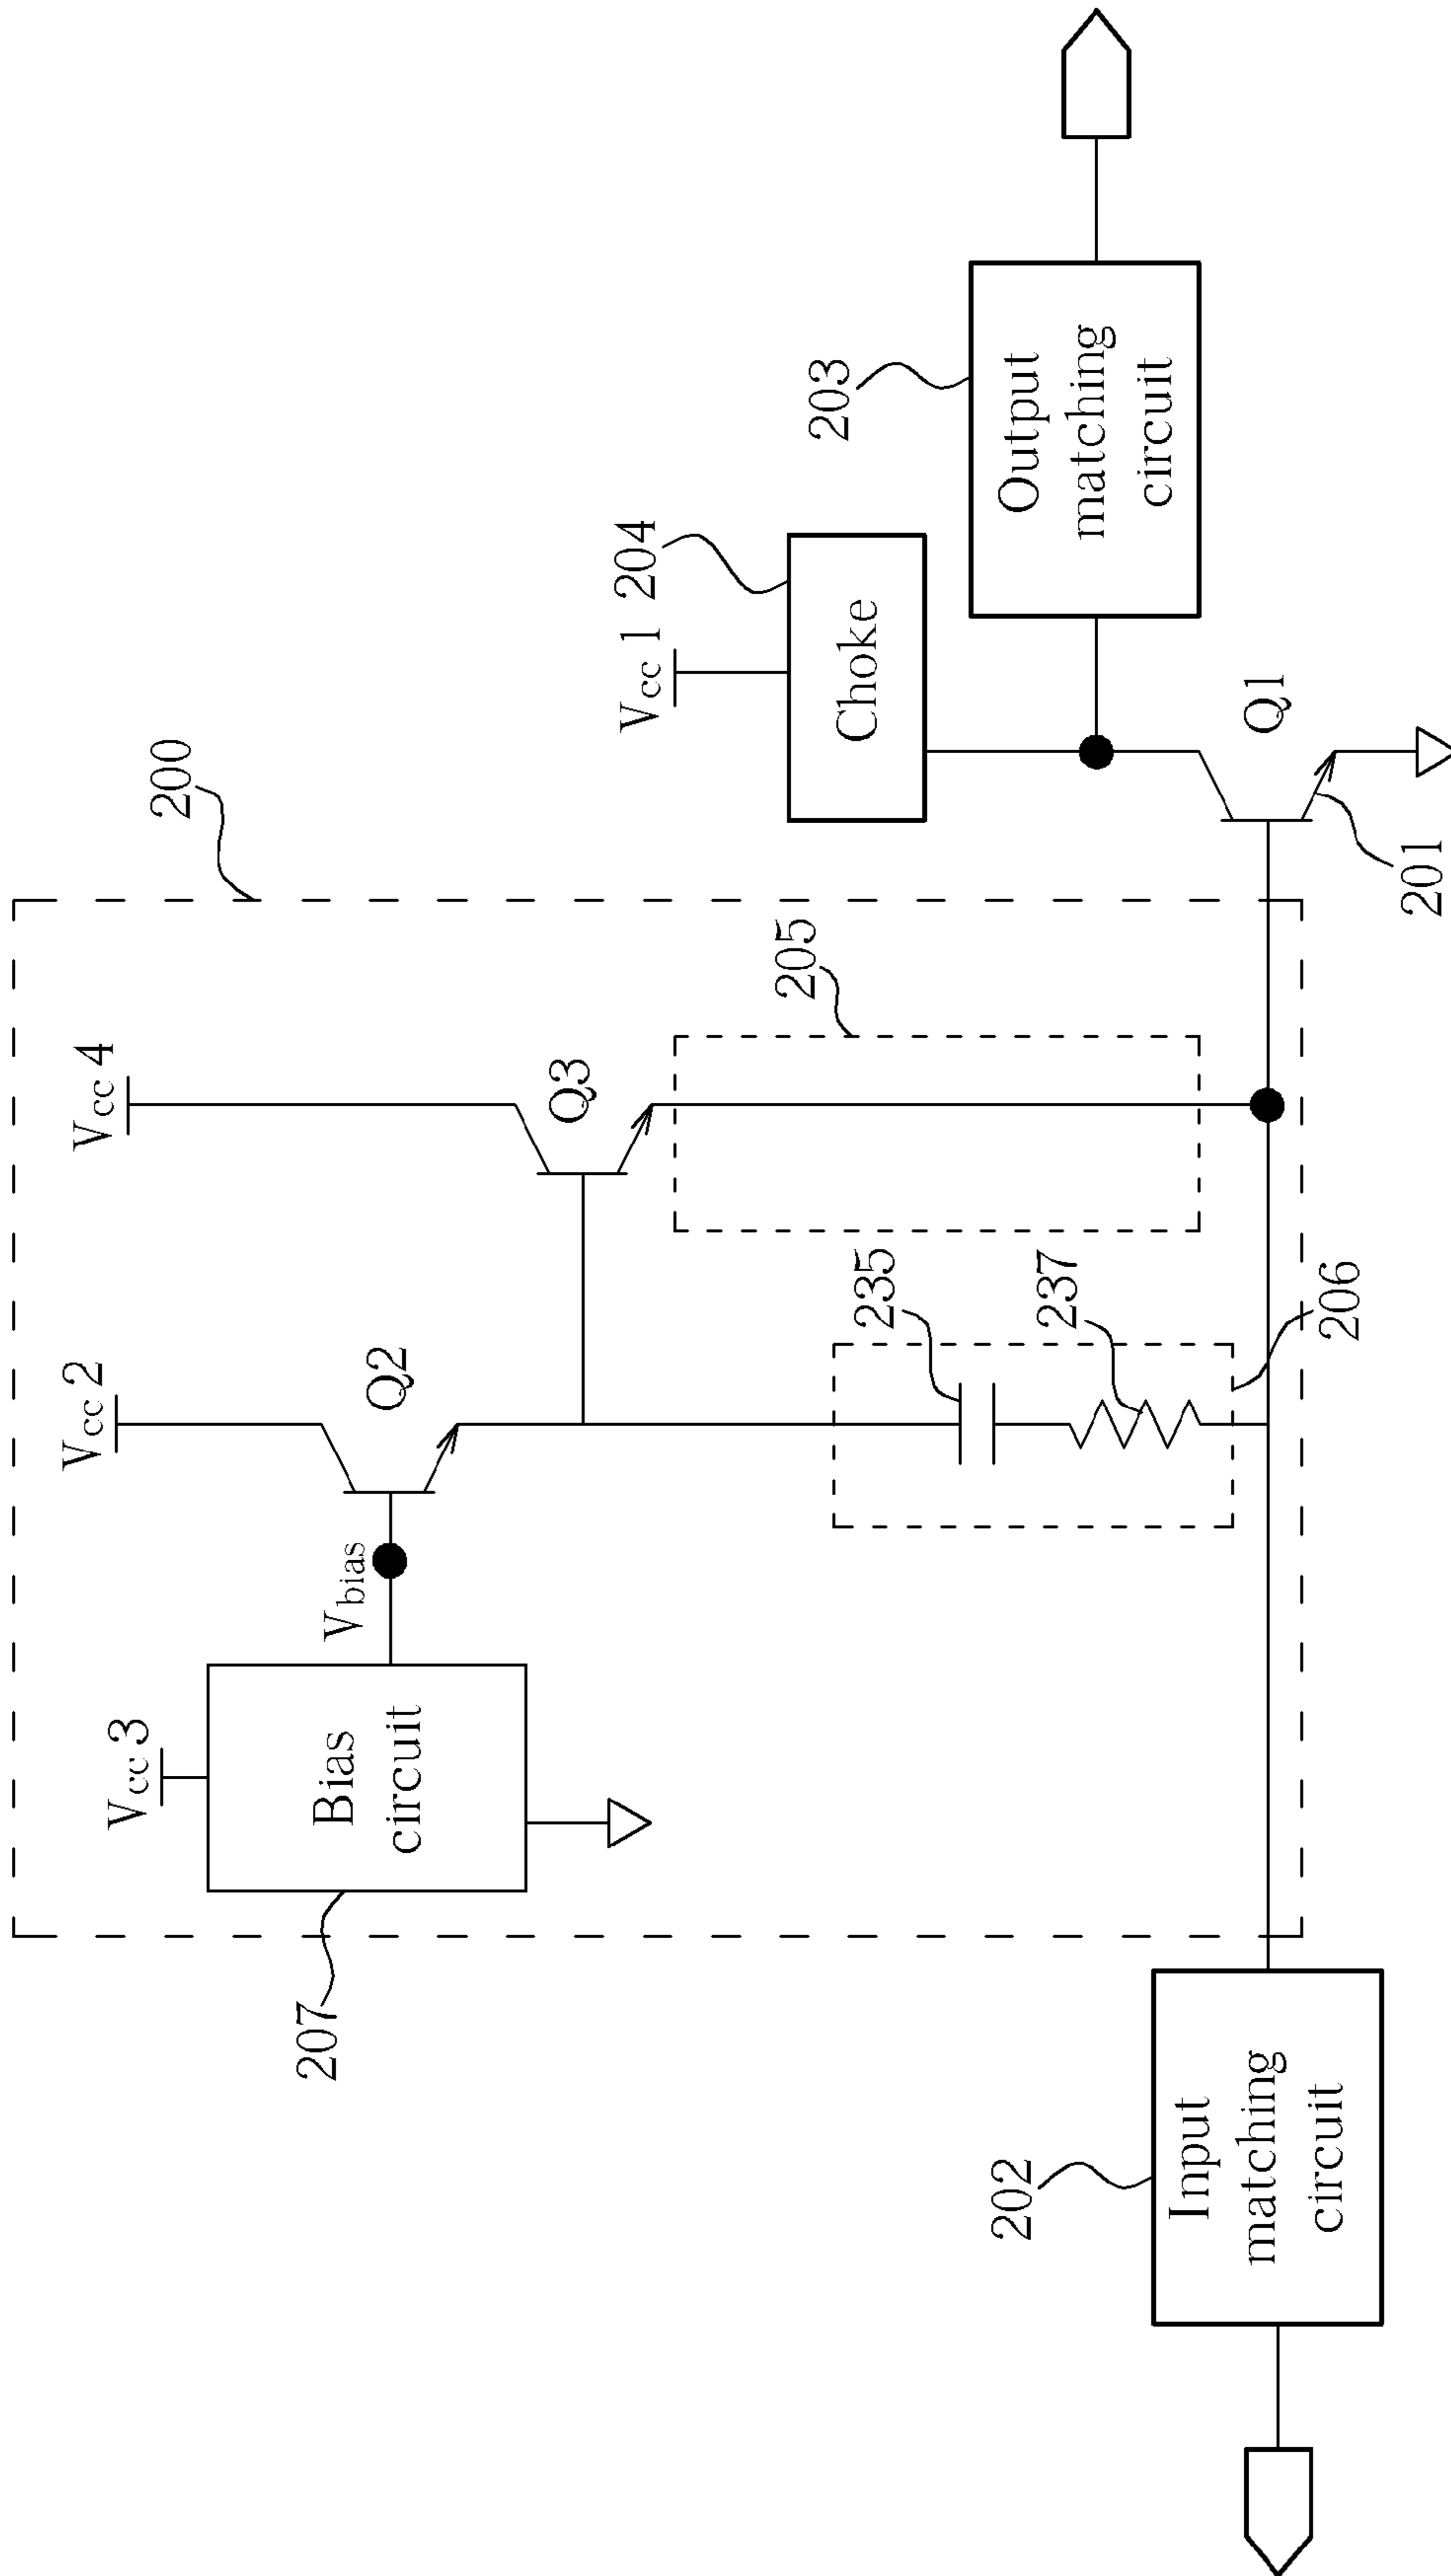 200
Vcc 3
Vcc 2
Vcc 4
207
Bias
circuit
Vbias
Q2
Q3
Vcc 1
204
Choke
205
203
235
237
206
202
Input
matching
circuit
Output
matching
circuit
Q1
201